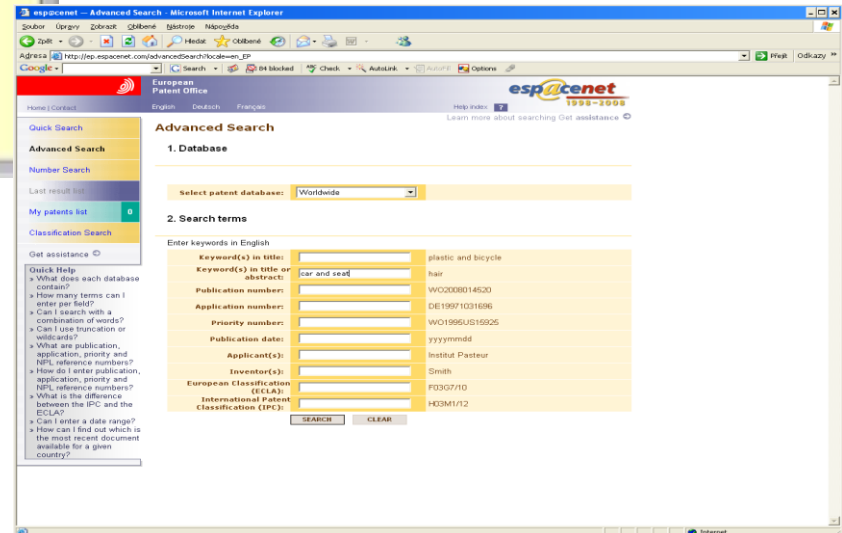 esp@cenet — Advanced Search - Microsoft Internet Explorer
Soubor Úpravy Zobrazit Oblíbené Nástroje Nápověda
Zpět Hledat Oblíbené
Adresa http://ep.espacenet.com/advancedSearch?locale=en_EP Přejít Odkazy »
Google Search 84 blocked Check AutoLink AutoFill Options
European
Patent Office
esp@cenet
1998-2008
Home | Contact English Deutsch Français Help index ?
Learn more about searching Get assistance
Quick Search
Advanced Search
Number Search
Last result list
My patents list 0
Classification Search
Get assistance
Quick Help
» What does each database
contain?
» How many terms can I
enter per field?
» Can I search with a
combination of words?
» Can I use truncation or
wildcards?
» What are publication,
application, priority and
NPL reference numbers?
» How do I enter publication,
application, priority and
NPL reference numbers?
» What is the difference
between the IPC and the
ECLA?
» Can I enter a date range?
» How can I find out which is
the most recent document
available for a given
country?
Advanced Search
1. Database
Select patent database: Worldwide
2. Search terms
Enter keywords in English
Keyword(s) in title: plastic and bicycle
Keyword(s) in title or
abstract: car and seat hair
Publication number: WO2008014520
Application number: DE19971031696
Priority number: WO1995US15925
Publication date: yyyymmdd
Applicant(s): Institut Pasteur
Inventor(s): Smith
European Classification
(ECLA): F03G7/10
International Patent
Classification (IPC): H03M1/12
SEARCH CLEAR
Internet